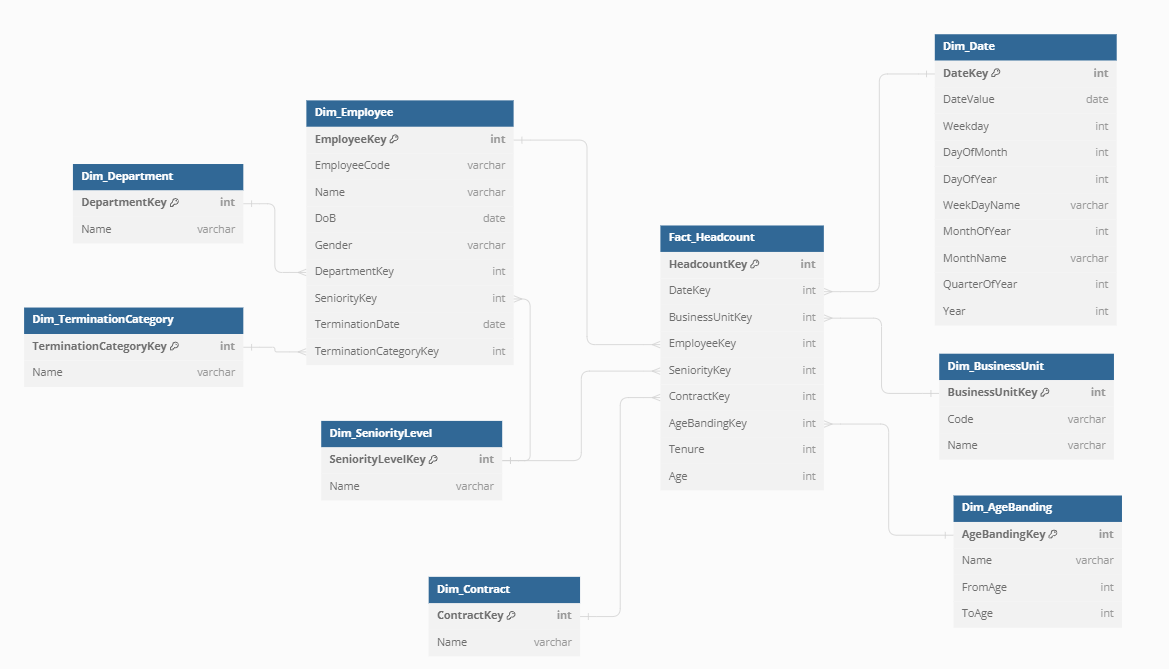 Dim_Department
DepartmentKey int
Name varchar
Dim_TerminationCategory
TerminationCategoryKey int
Name varchar
Dim_Employee
EmployeeKey int
EmployeeCode varchar
Name varchar
DoB date
Gender varchar
DepartmentKey int
SeniorityKey int
TerminationDate date
TerminationCategoryKey int
Dim_SeniorityLevel
SeniorityLevelKey int
Name varchar
Dim_Contract
ContractKey int
Name varchar
Fact_Headcount
HeadcountKey int
DateKey int
BusinessUnitKey int
EmployeeKey int
SeniorityKey int
ContractKey int
AgeBandingKey int
Tenure int
Age int
Dim_Date
DateKey int
DateValue date
Weekday int
DayOfMonth int
DayOfYear int
WeekDayName varchar
MonthOfYear int
MonthName varchar
QuarterOfYear int
Year int
Dim_BusinessUnit
BusinessUnitKey int
Code varchar
Name varchar
Dim_AgeBanding
AgeBandingKey int
Name varchar
FromAge int
ToAge int